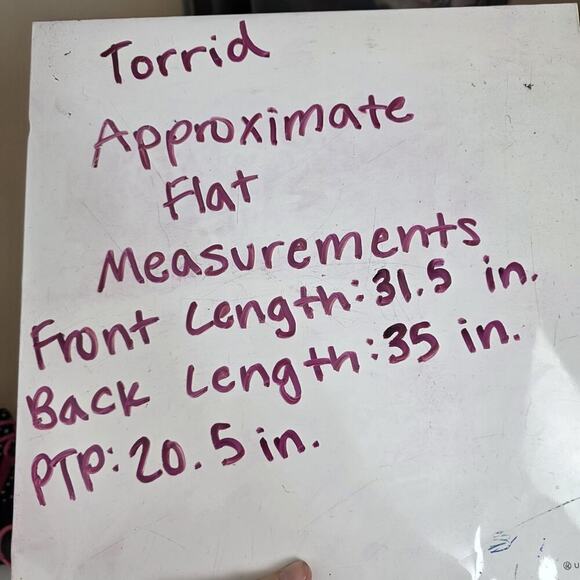 Torrid
Approximate
Flat
Measurements
Front Length: 31.5 in.
Back Length: 35 in.
PTP: 20.5 in.